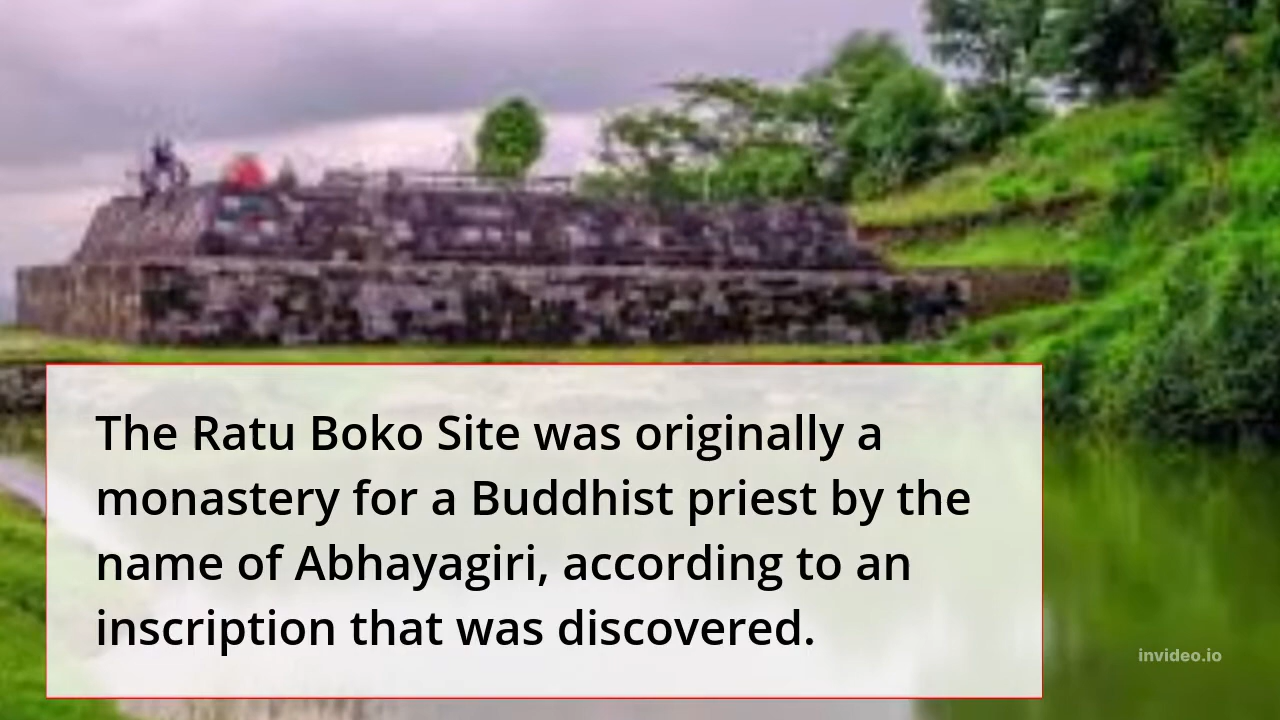 The Ratu Boko Site was originally a
monastery for a Buddhist priest by the
name of Abhayagiri, according to an
inscription that was discovered.
invideo.io